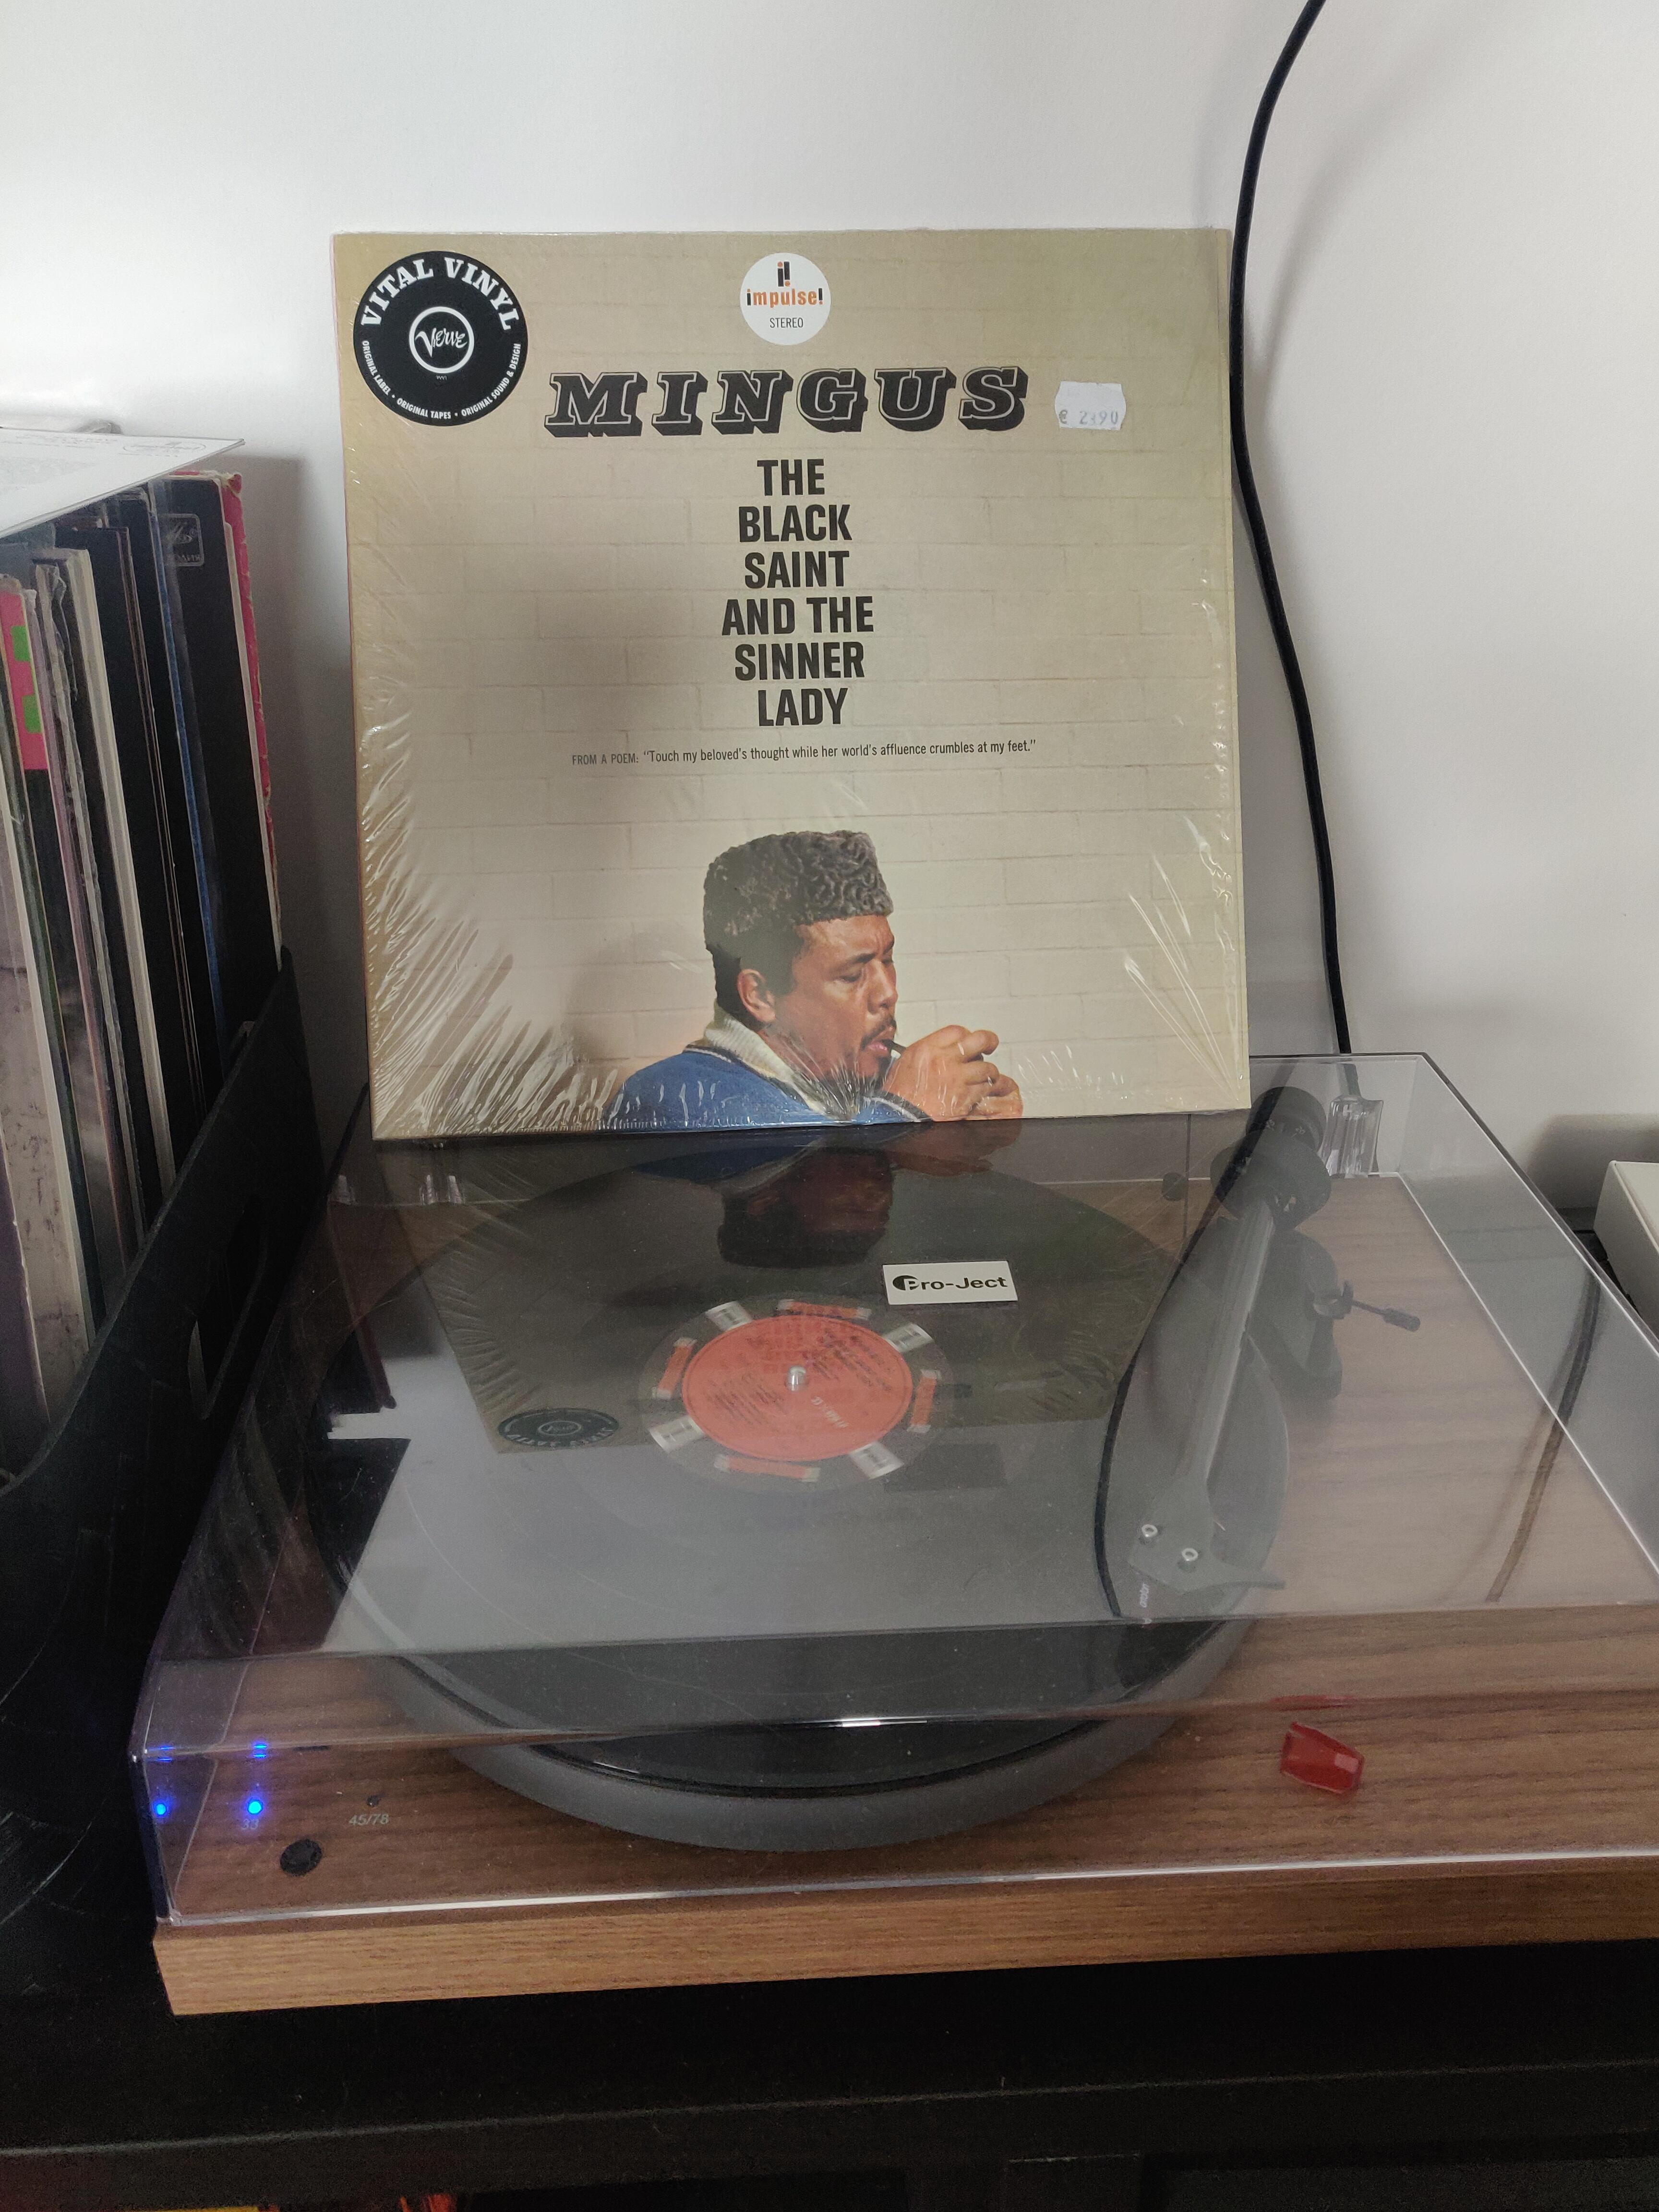 VITAL VINYL
Verve
ORIGINAL LABEL • ORIGINAL TAPES • ORIGINAL SOUND & DESIGN
impulse!
STEREO
MINGUS
€ 23.90
THE
BLACK
SAINT
AND THE
SINNER
LADY
FROM A POEM: "Touch my beloved's thought while her world's affluence crumbles at my feet."
Pro-Ject
33
45/78